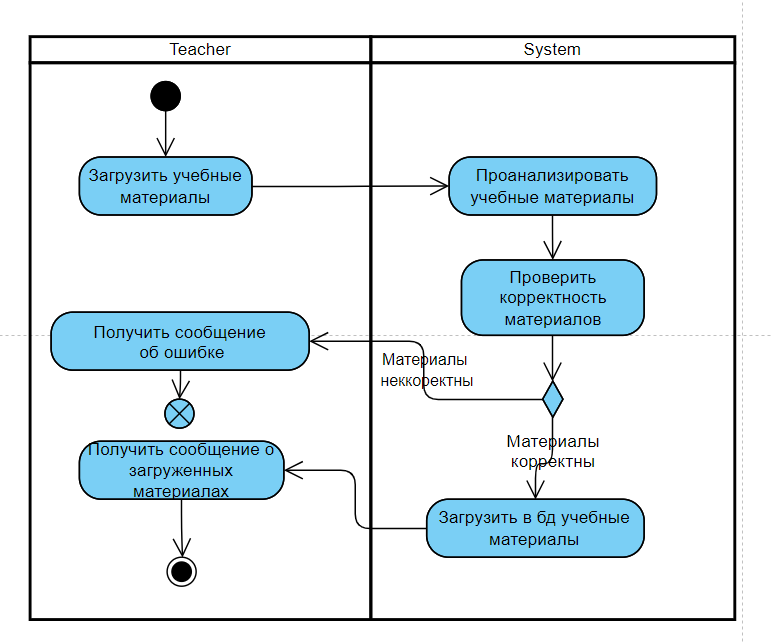 Teacher
System
Загрузить учебные
материалы
Проанализировать
учебные материалы
Проверить
корректность
материалов
Получить сообщение
об ошибке
Материалы
неккоректны
Материалы
корректны
Получить сообщение о
загруженных
материалах
Загрузить в бд учебные
материалы